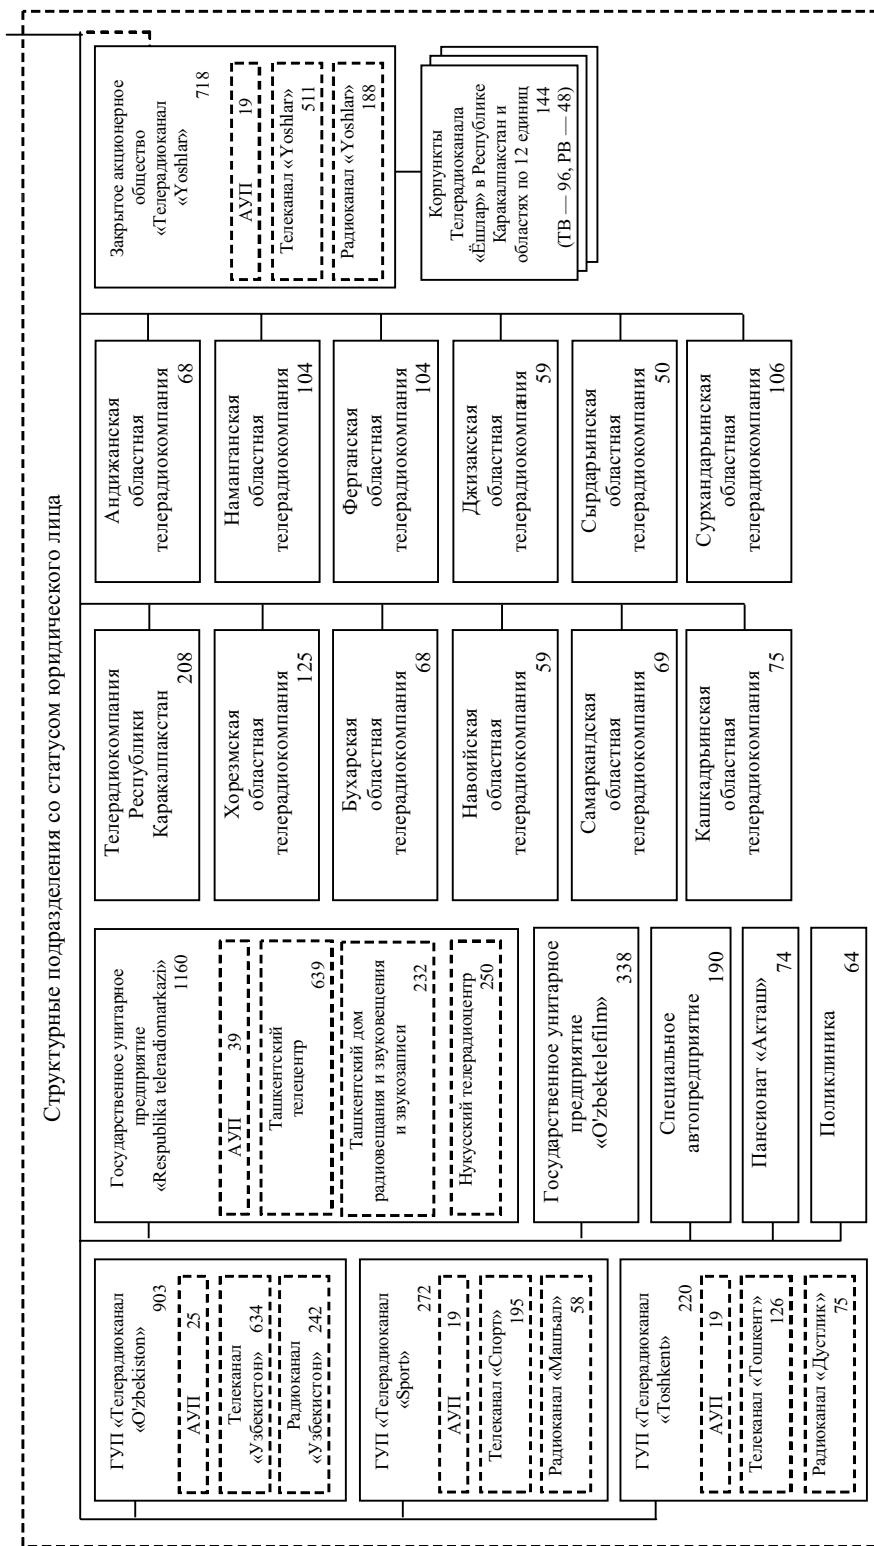 Структурные подразделения со статусом юридического лица
ГУП «Телерадиоканал
«O'zbekiston»
903
АУП
25
Телеканал
«Узбекистон» 634
Радиоканал
«Узбекистон» 242
ГУП «Телерадиоканал
«Sport»
272
АУП
19
Телеканал «Спорт»
195
Радиоканал «Машъал»
58
ГУП «Телерадиоканал
«Toshkent»
220
АУП
19
Телеканал «Тошкент»
126
Радиоканал «Дустлик»
75
Государственное унитарное
предприятие
«Respublika teleradiomarkazi»
1160
АУП
39
Ташкентский
телецентр
639
Ташкентский дом
радиовещания и звуковещения
и звукозаписи
232
Нукусский телерадиоцентр
250
Государственное унитарное
предприятие
«O'zbektelefilm»
338
Специальное
автопредприятие
190
Пансионат «Акташ»
74
Поликлиника
64
Телерадиокомпания
Республики
Каракалпакстан
208
Хорезмская
областная
телерадиокомпания
125
Бухарская
областная
телерадиокомпания
68
Навоийская
областная
телерадиокомпания
59
Самаркандская
областная
телерадиокомпания
69
Кашкадрьинская
областная
телерадиокомпания
75
Андижанская
областная
телерадиокомпания
68
Наманганская
областная
телерадиокомпания
104
Ферганская
областная
телерадиокомпания
104
Джизакская
областная
телерадиокомпания
59
Сырдарьинская
областная
телерадиокомпания
50
Сурхандарьинская
областная
телерадиокомпания
106
Закрытое акционерное
общество
«Телерадиоканал
«Yoshlar»
718
АУП
19
Телеканал «Yoshlar»
511
Радиоканал «Yoshlar»
188
Корпункты
Телерадиоканала
«Ёшлар» в Республике
Каракалпакстан и
областях по 12 единиц
144
(ТВ — 96, РВ — 48)